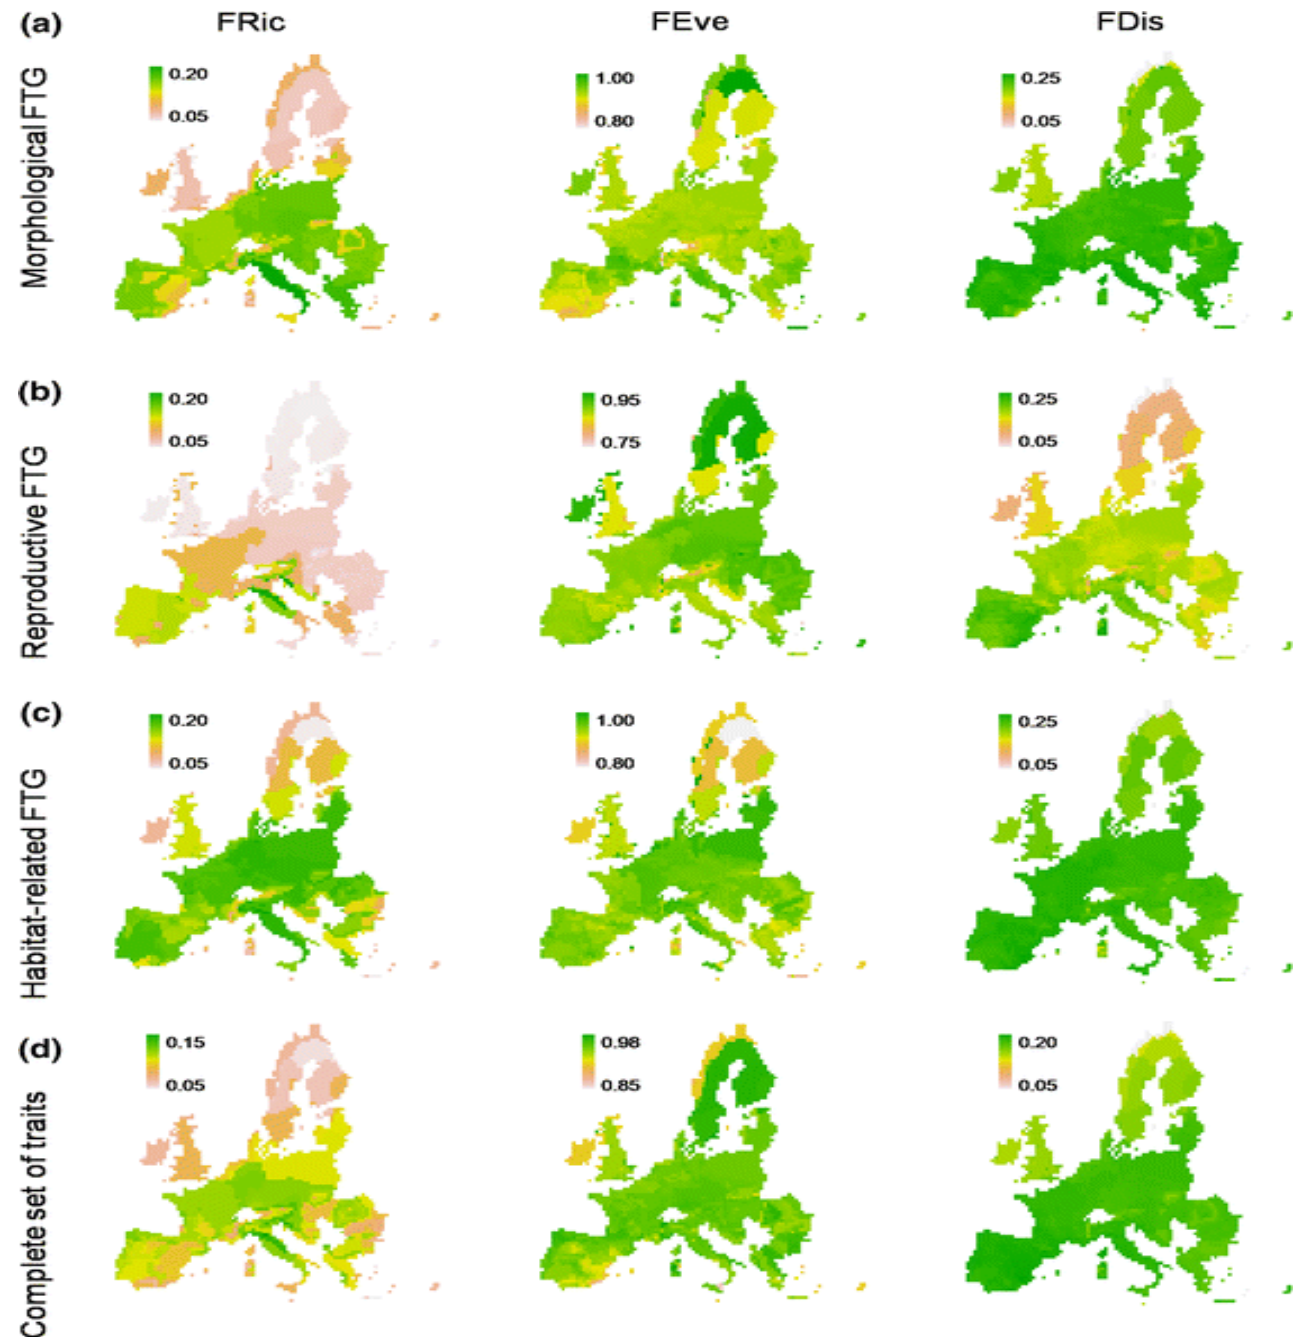 (a) FRic FEve FDis
Morphological FTG
0.20 1.00 0.25
0.05 0.80 0.05
(b)
Reproductive FTG
0.20 0.95 0.25
0.05 0.75 0.05
(c)
Habitat-related FTG
0.20 1.00 0.25
0.05 0.80 0.05
(d)
Complete set of traits
0.15 0.98 0.20
0.05 0.85 0.05